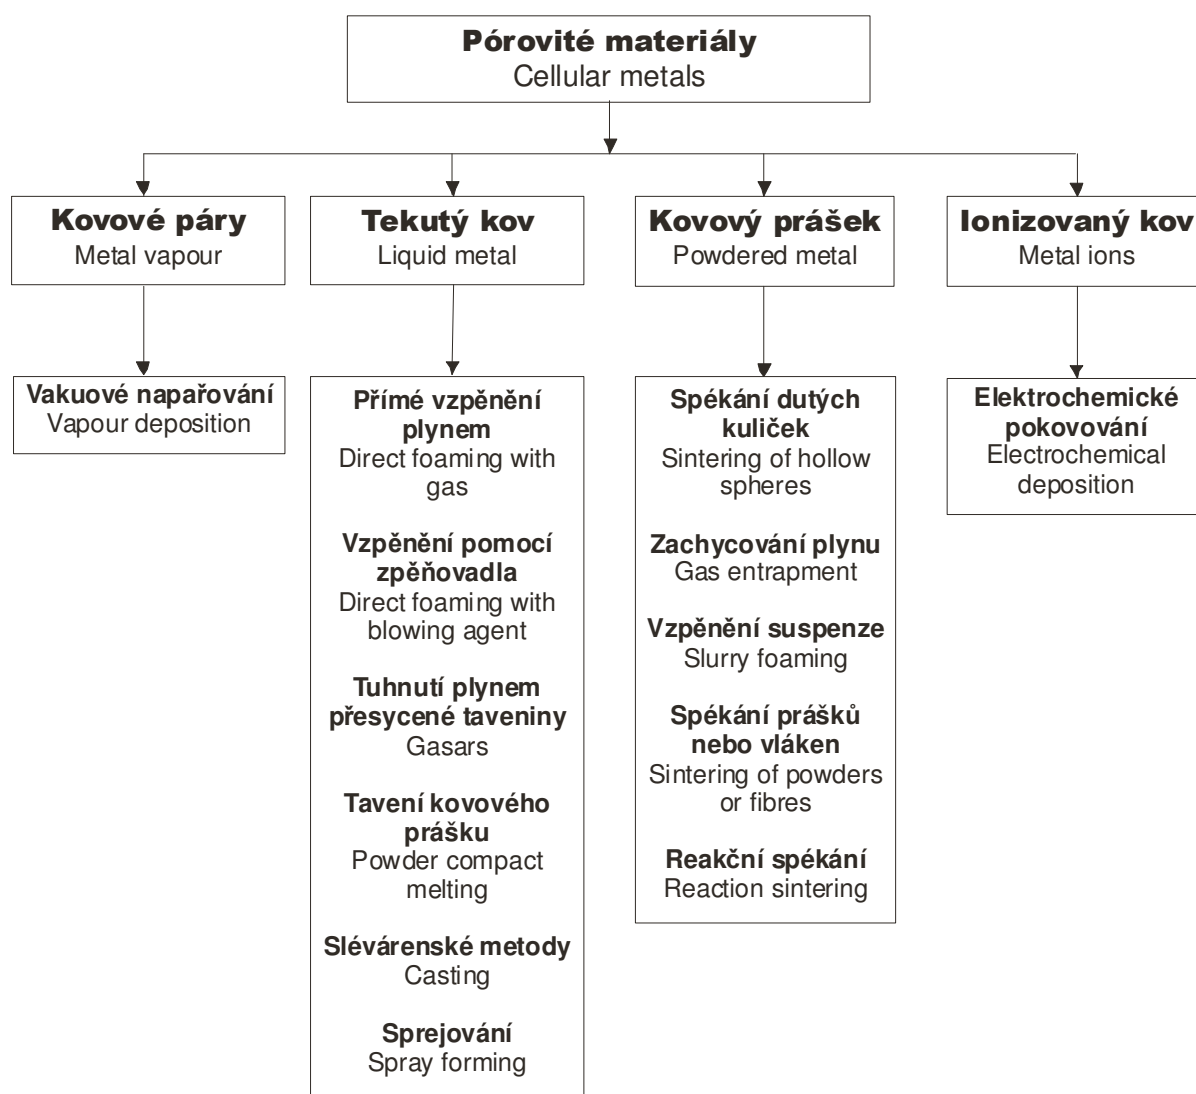 Pórovité materiály
Cellular metals
Kovové páry
Metal vapour
Tekutý kov
Liquid metal
Kovový prášek
Powdered metal
Ionizovaný kov
Metal ions
Vakuové napařování
Vapour deposition
Přímé vzpěnění
plynem
Direct foaming with
gas
Vzpěnění pomocí
zpěňovadla
Direct foaming with
blowing agent
Tuhnutí plynem
přesycené taveniny
Gasars
Tavení kovového
prášku
Powder compact
melting
Slévárenské metody
Casting
Sprejování
Spray forming
Spékání dutých
kuliček
Sintering of hollow
spheres
Zachycování plynu
Gas entrapment
Vzpěnění suspenze
Slurry foaming
Spékání prášků
nebo vláken
Sintering of powders
or fibres
Reakční spékání
Reaction sintering
Elektrochemické
pokovování
Electrochemical
deposition